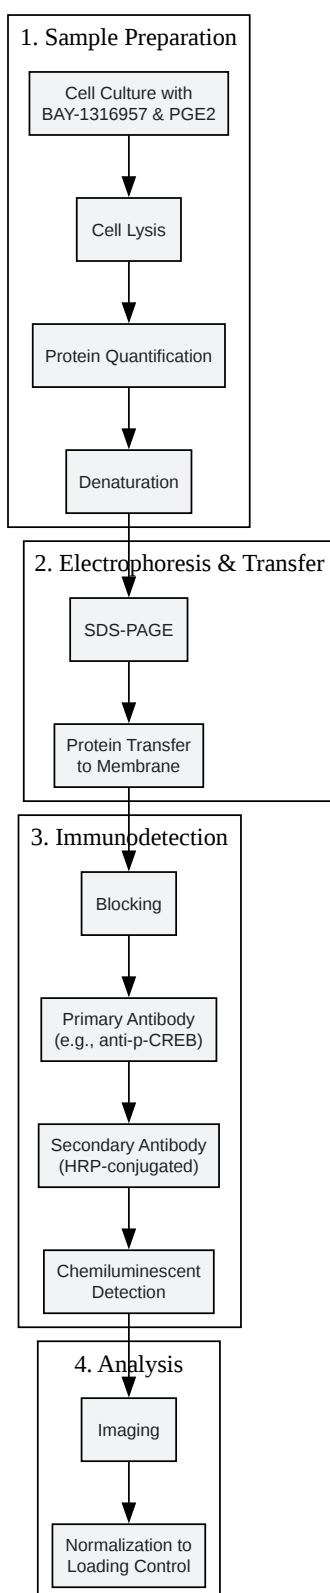 1. Sample Preparation
Cell Culture with
BAY-1316957 & PGE2
Cell Lysis
Protein Quantification
Denaturation
2. Electrophoresis & Transfer
SDS-PAGE
Protein Transfer
to Membrane
3. Immunodetection
Blocking
Primary Antibody
(e.g., anti-p-CREB)
Secondary Antibody
(HRP-conjugated)
Chemiluminescent
Detection
4. Analysis
Imaging
Normalization to
Loading Control